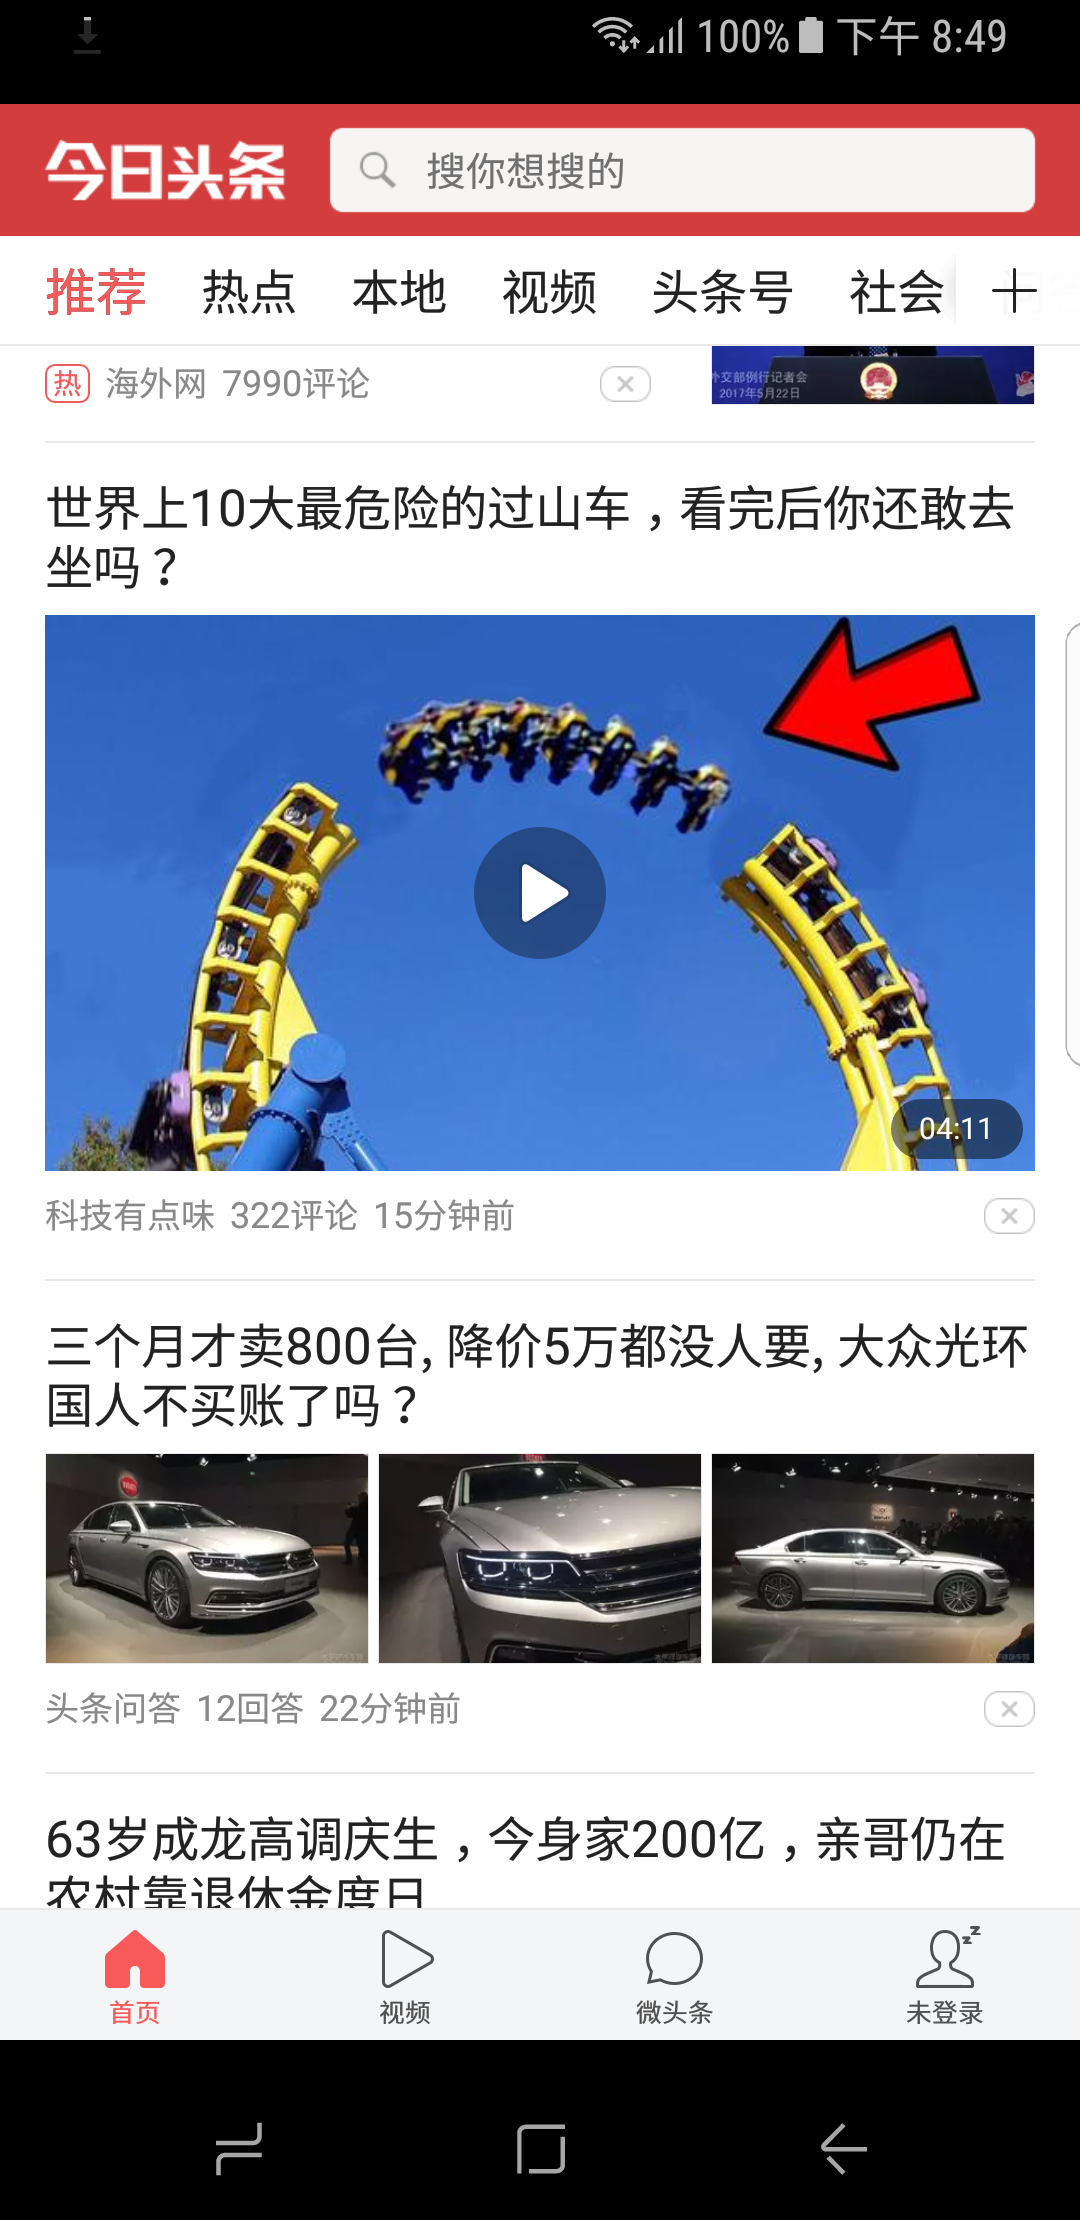 100% 下午 8:49
今日头条 搜你想搜的
推荐 热点 本地 视频 头条号 社会
热 海外网 7990评论
外交部例行记者会
2017年5月22日
世界上10大最危险的过山车，看完后你还敢去
坐吗？
04:11
科技有点味 322评论 15分钟前
三个月才卖800台, 降价5万都没人要, 大众光环
国人不买账了吗？
头条问答 12回答 22分钟前
63岁成龙高调庆生，今身家200亿，亲哥仍在
农村靠退休金度日
首页 视频 微头条 未登录